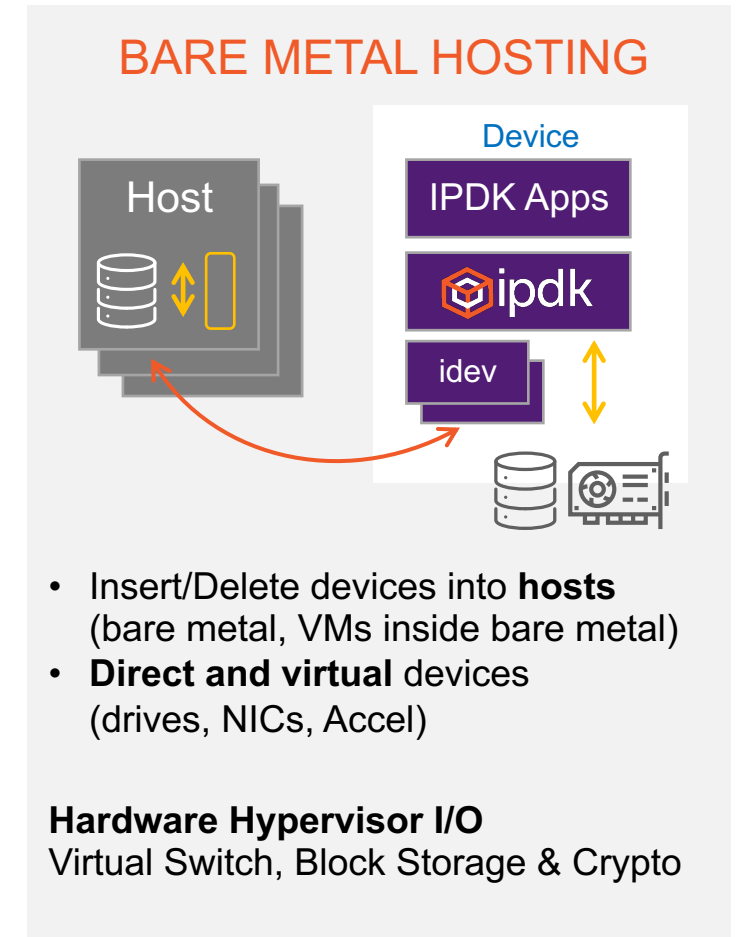 BARE METAL HOSTING
Device
Host
IPDK Apps
ipdk
idev
• Insert/Delete devices into hosts
(bare metal, VMs inside bare metal)
• Direct and virtual devices
(drives, NICs, Accel)
Hardware Hypervisor I/O
Virtual Switch, Block Storage & Crypto